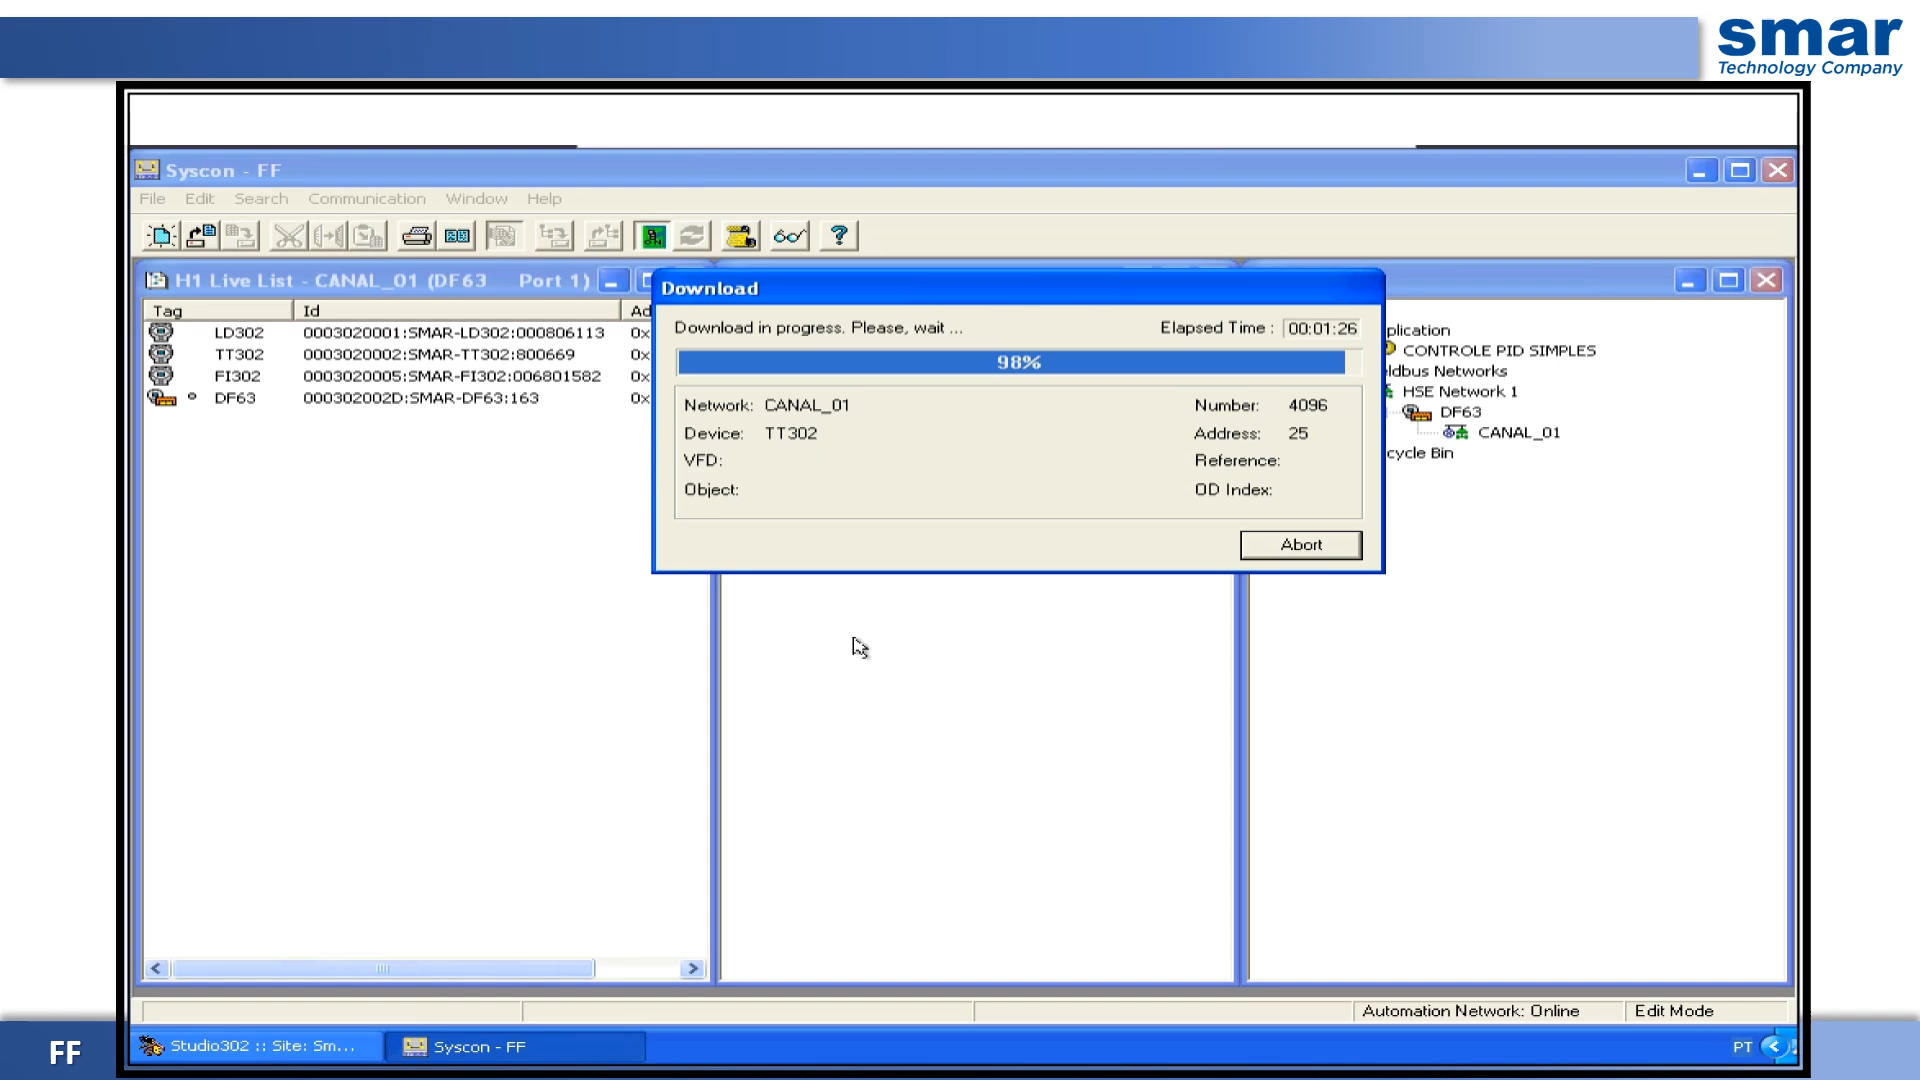 smar
Technology Company
Syscon - FF
File Edit Search Communication Window Help
?
H1 Live List - CANAL_01 (DF63 Port 1)
Tag Id Ad
LD302 0003020001:SMAR-LD302:000806113 0x
TT302 0003020002:SMAR-TT302:800669 0x
FI302 0003020005:SMAR-FI302:006801582 0x
DF63 000302002D:SMAR-DF63:163 0x
Download
Download in progress. Please, wait ... Elapsed Time : 00:01:26
98%
Network: CANAL_01 Number: 4096
Device: TT302 Address: 25
VFD: Reference:
Object: OD Index:
Abort
plication
CONTROLE PID SIMPLES
ldbus Networks
HSE Network 1
DF63
CANAL_01
cycle Bin
Automation Network: Online Edit Mode
Studio302 :: Site: Sm... Syscon - FF PT
FF